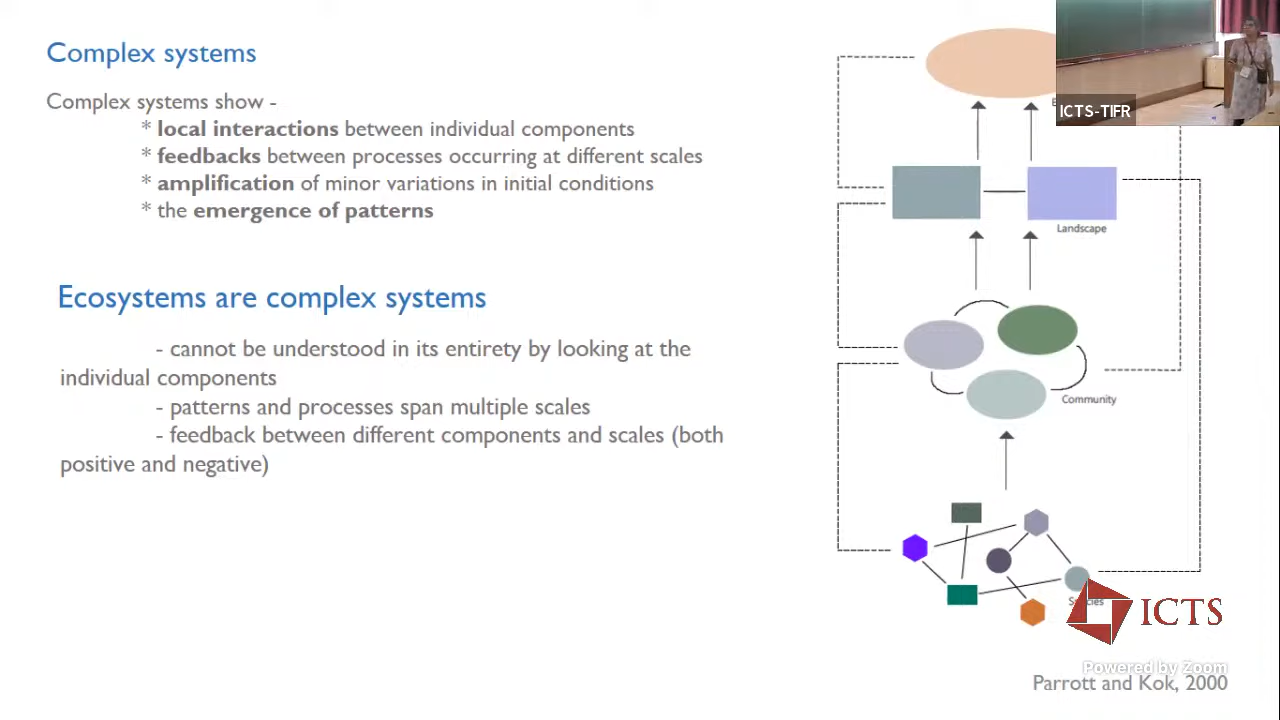 Complex systems
Complex systems show -
* local interactions between individual components
* feedbacks between processes occurring at different scales
* amplification of minor variations in initial conditions
* the emergence of patterns
Ecosystems are complex systems
- cannot be understood in its entirety by looking at the
individual components
- patterns and processes span multiple scales
- feedback between different components and scales (both
positive and negative)
ICTS-TIFR
Landscape
Community
ICTS
Powered by Zoom
Parrott and Kok, 2000